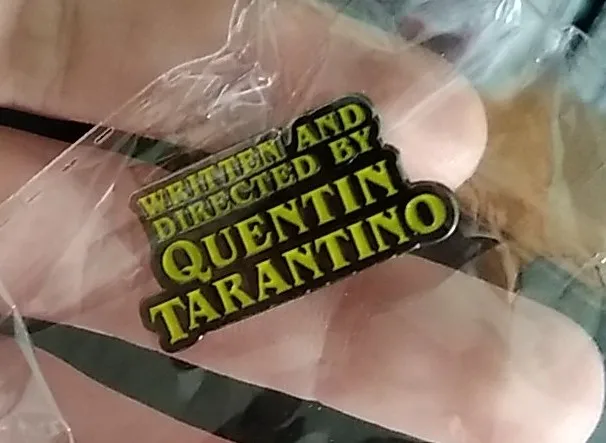 WRITTEN AND
DIRECTED BY
QUENTIN
TARANTINO